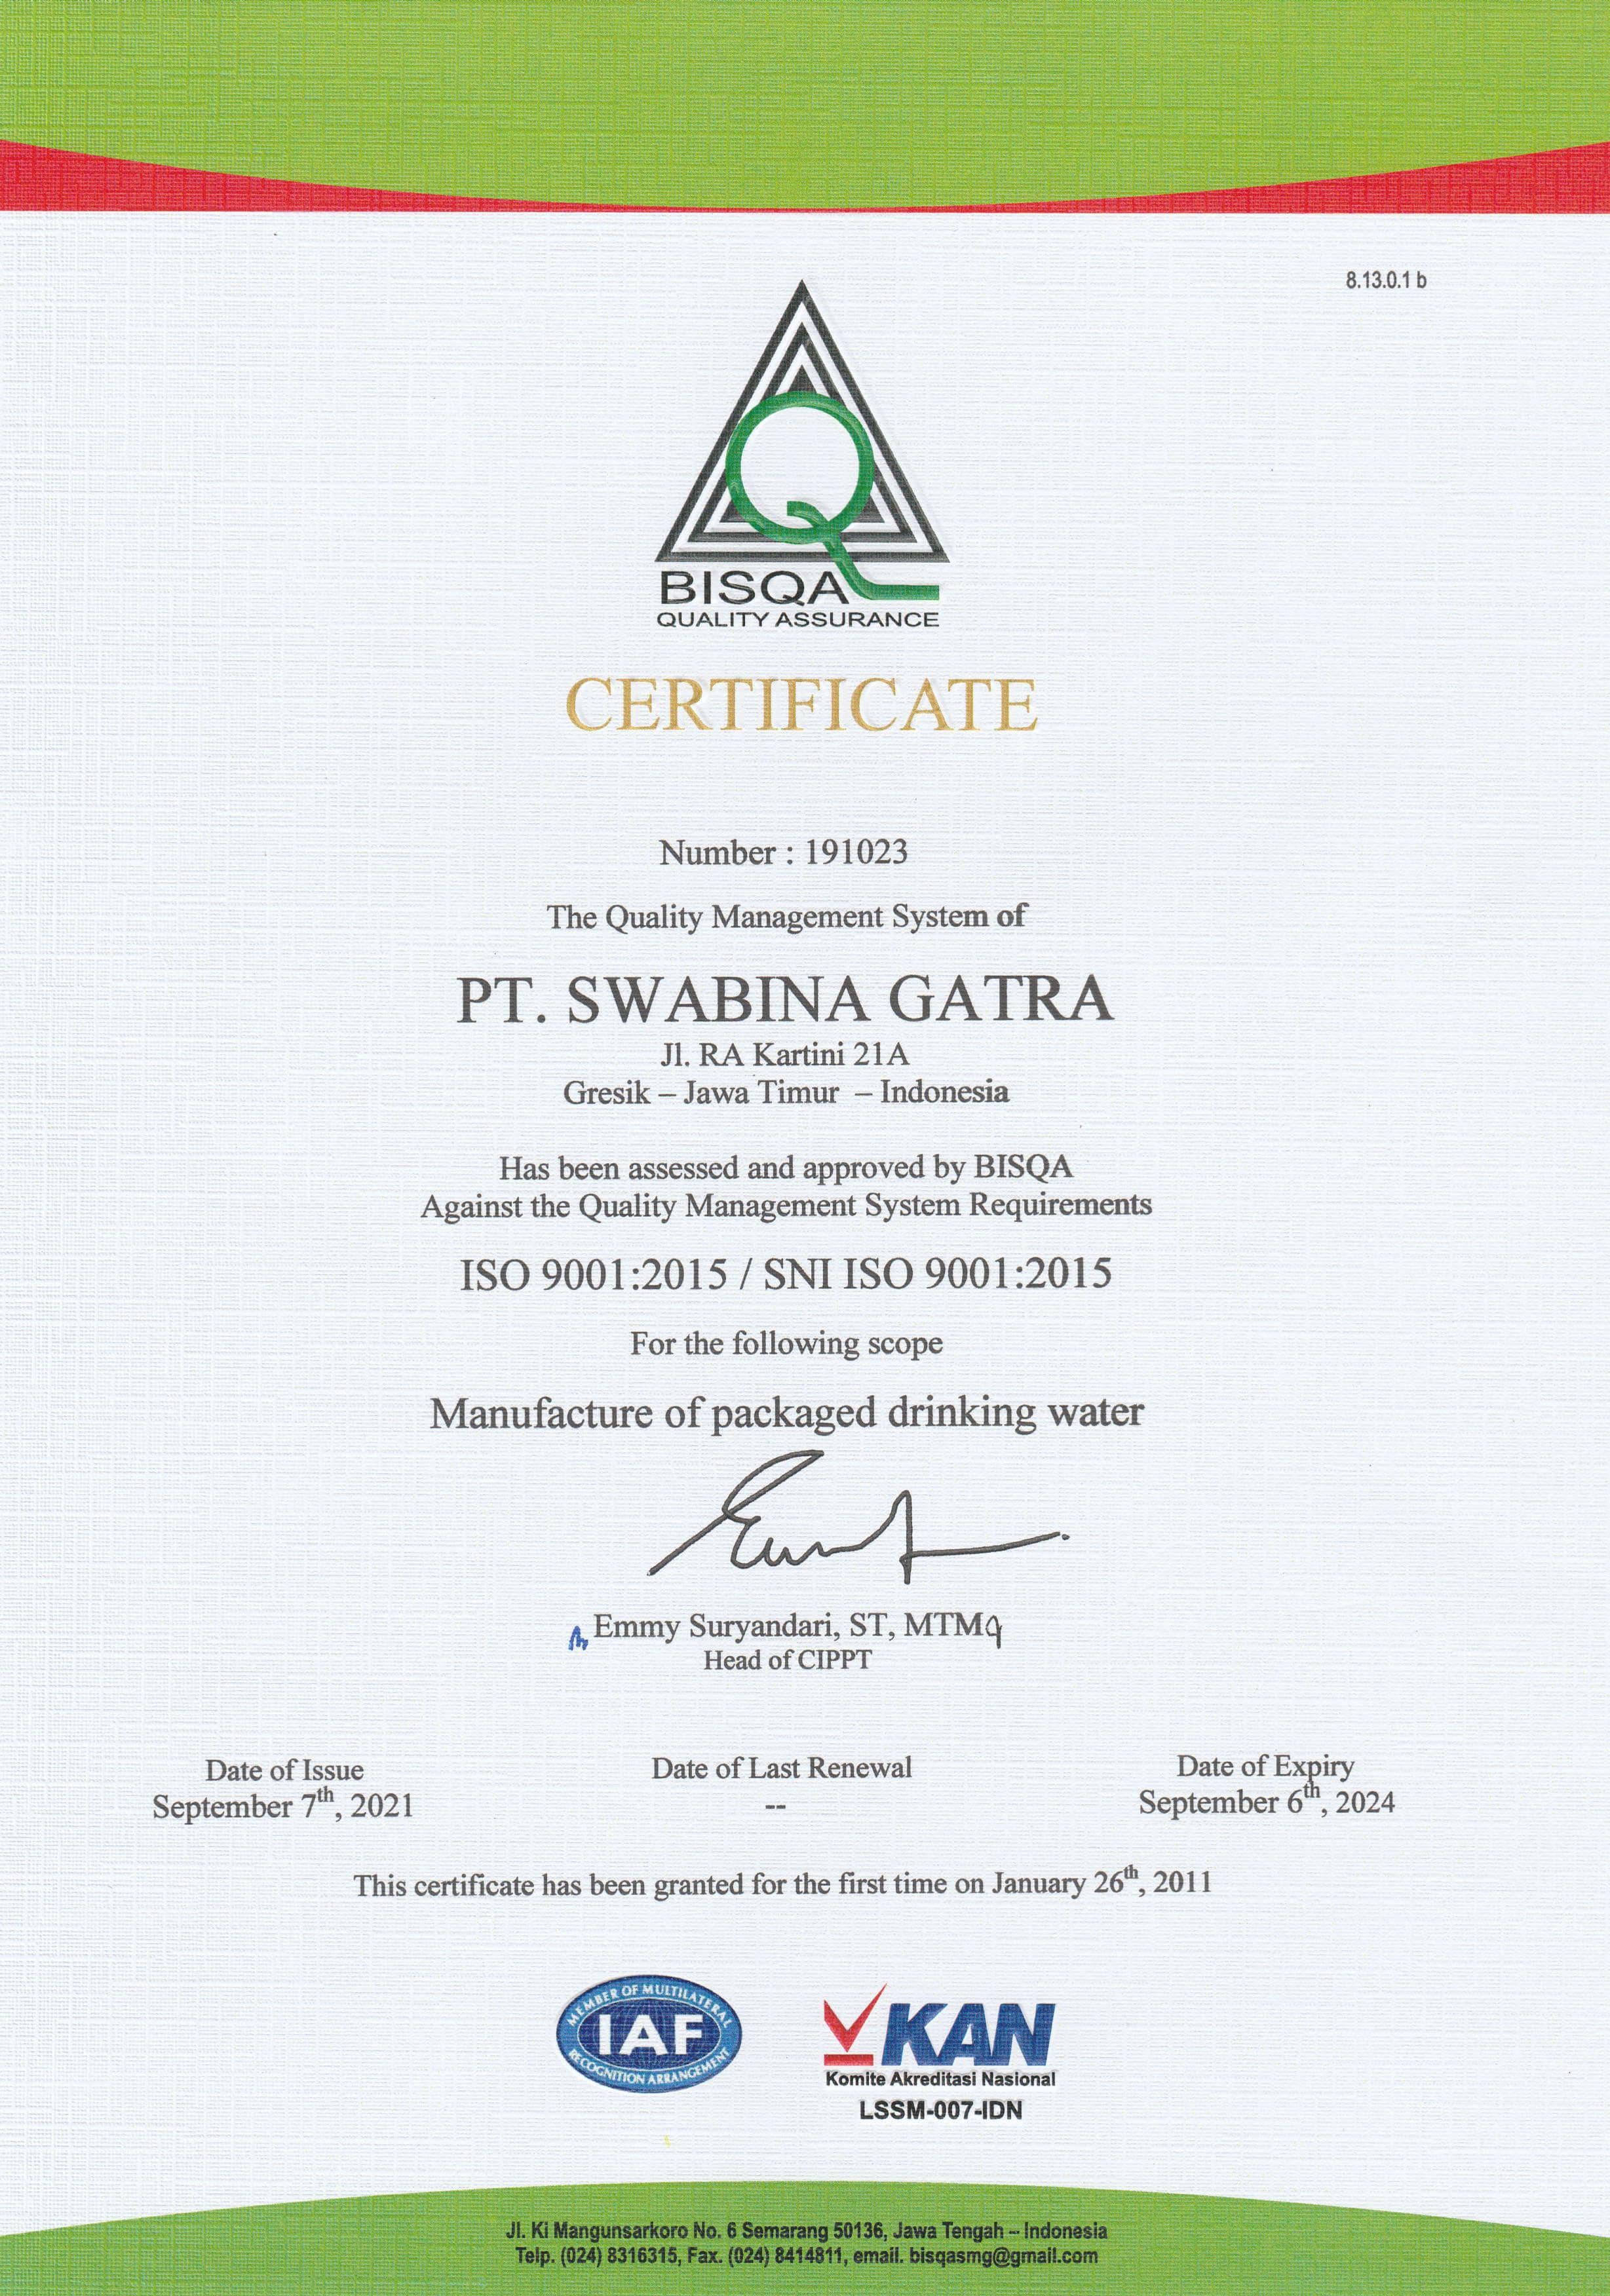 8.13.0.1 b
BISQA
QUALITY ASSURANCE
CERTIFICATE
Number : 191023
The Quality Management System of
PT. SWABINA GATRA
Jl. RA Kartini 21A
Gresik – Jawa Timur – Indonesia
Has been assessed and approved by BISQA
Against the Quality Management System Requirements
ISO 9001:2015 / SNI ISO 9001:2015
For the following scope
Manufacture of packaged drinking water
Emmy Suryandari, ST, MTM
Head of CIPPT
Date of Issue
September 7th, 2021
Date of Last Renewal
--
Date of Expiry
September 6th, 2024
This certificate has been granted for the first time on January 26th, 2011
MEMBER OF MULTILATERAL
IAF
RECOGNITION ARRANGEMENT
KAN
Komite Akreditasi Nasional
LSSM-007-IDN
Jl. Ki Mangunsarkoro No. 6 Semarang 50136, Jawa Tengah – Indonesia
Telp. (024) 8316315, Fax. (024) 8414811, email. bisqasmg@gmail.com